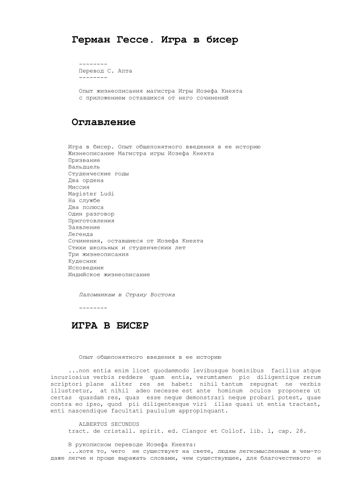 Герман Гессе. Игра в бисер
--------
Перевод С. Апта
--------
Опыт жизнеописания магистра Игры Иозефа Кнехта
с приложением оставшихся от него сочинений
Оглавление
Игра в бисер. Опыт общепонятного введения в ее историю
Жизнеописание Магистра игры Иозефа Кнехта
Призвание
Вальдцель
Студенческие годы
Два ордена
Миссия
Magister Ludi
На службе
Два полюса
Один разговор
Приготовления
Заявление
Легенда
Сочинения, оставшиеся от Иозефа Кнехта
Стихи школьных и студенческих лет
Три жизнеописания
Кудесник
Исповедник
Индийское жизнеописание
Паломникам в Страну Востока
--------
ИГРА В БИСЕР
Опыт общепонятного введения в ее историю
...non entia enim licet quodammodo levibusque hominibus facilius atque
incuriosius verbis reddere quam entia, verumtamen pio diligentique rerum
scriptori plane aliter res se habet: nihil tantum repugnat ne verbis
illustretur, at nihil adeo necesse est ante hominum oculos proponere ut
certas quasdam res, quas esse neque demonstrari neque probari potest, quae
contra eo ipso, quod pii diligentesque viri illas quasi ut entia tractant,
enti nascendique facultati paululum appropinquant.
ALBERTUS SECUNDUS
tract. de cristall. spirit. ed. Clangor et Collof. lib. 1, cap. 28.
В рукописном переводе Иозефа Кнехта:
...хотя то, чего не существует на свете, людям легкомысленным в чем-то
даже легче и проще выражать словами, чем существующее, для благочестивого и